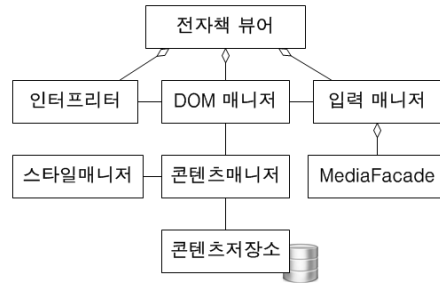 전자책 뷰어
인터프리터
DOM 매니저
입력 매니저
스타일매니저
콘텐츠매니저
MediaFacade
콘텐츠저장소